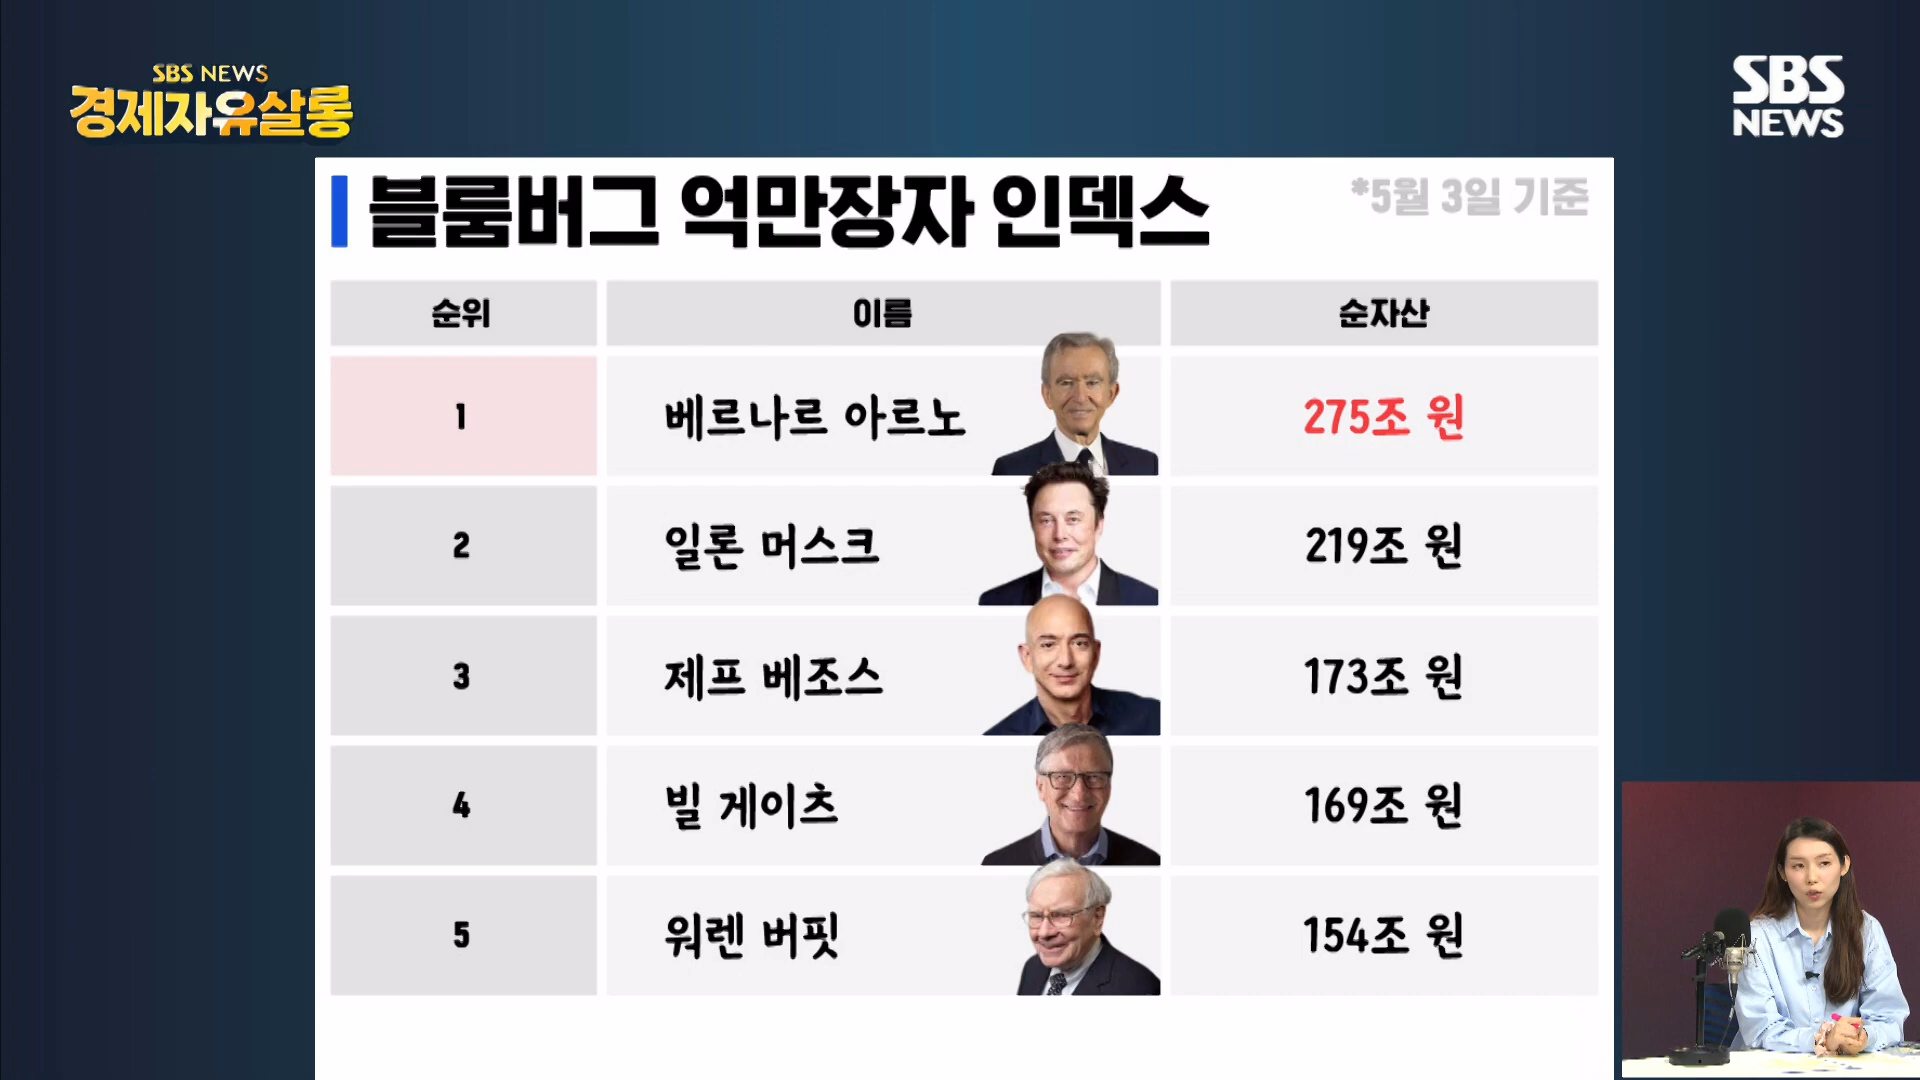 SBS NEWS
경제자유살롱
SBS
NEWS
블룸버그 억만장자 인덱스
*5월 3일 기준
순위 이름 순자산
1 베르나르 아르노 275조 원
2 일론 머스크 219조 원
3 제프 베조스 173조 원
4 빌 게이츠 169조 원
5 워렌 버핏 154조 원